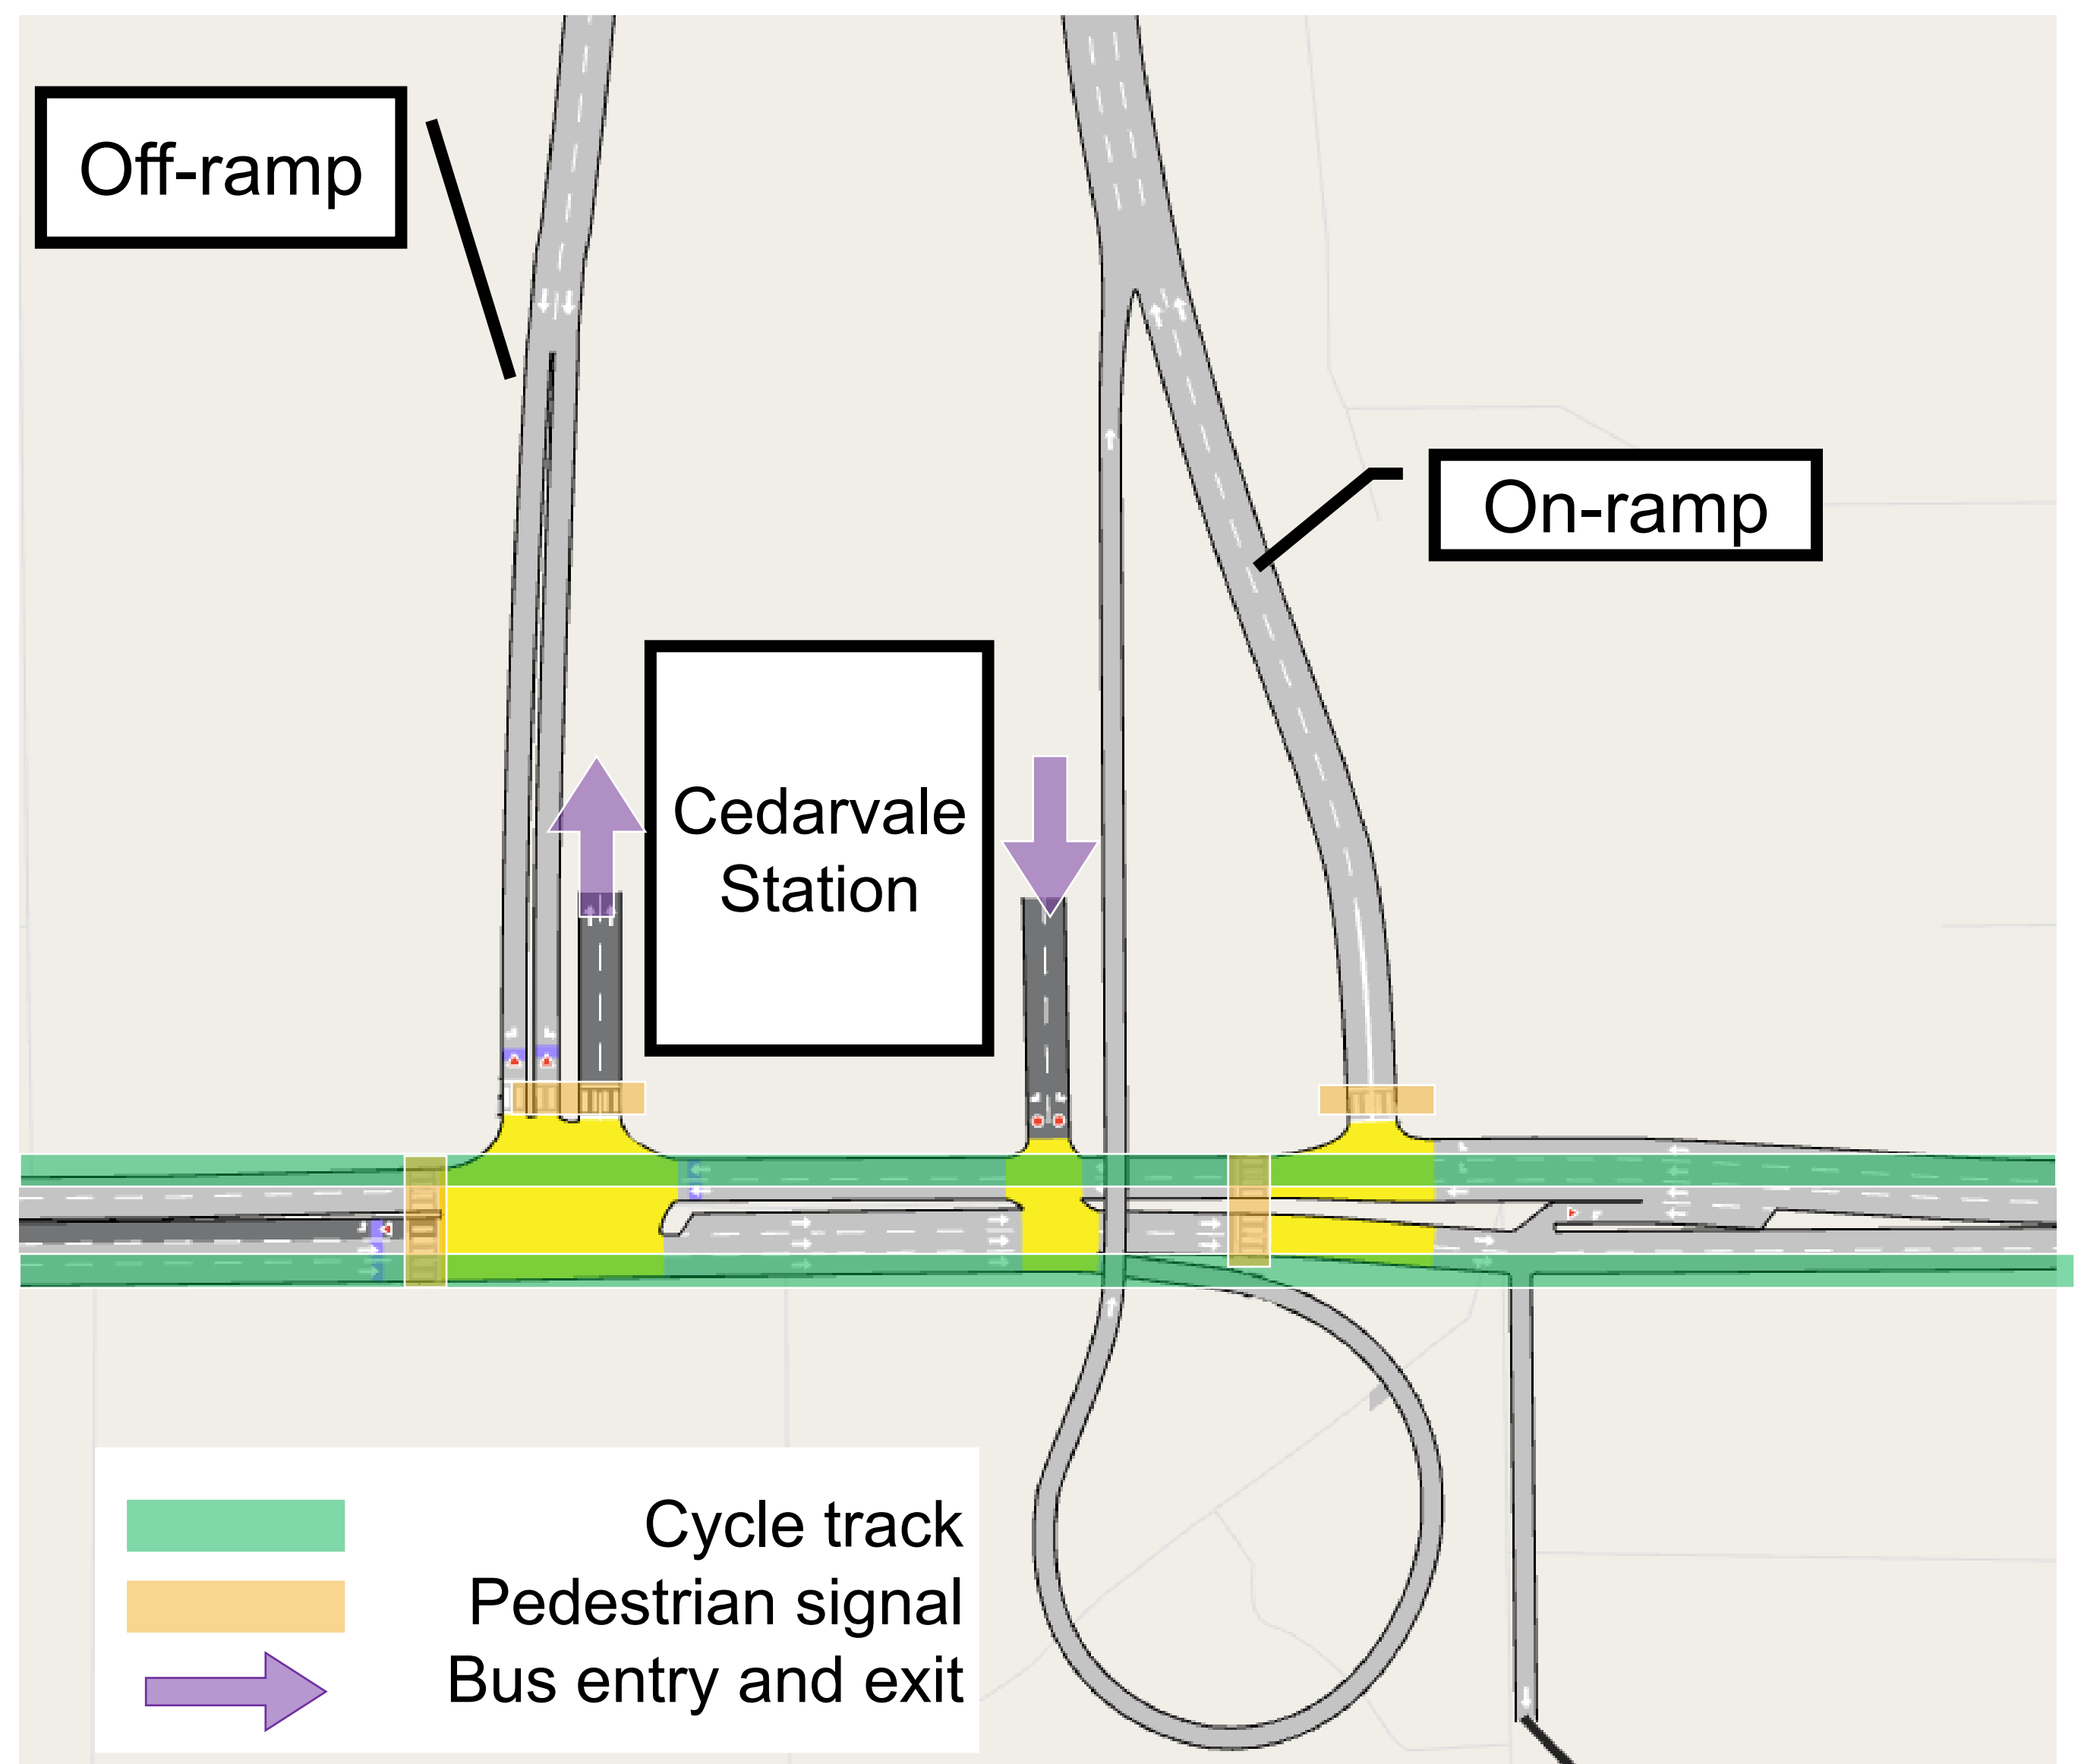 Off-ramp
On-ramp
Cedarvale
Station
Cycle track
Pedestrian signal
Bus entry and exit